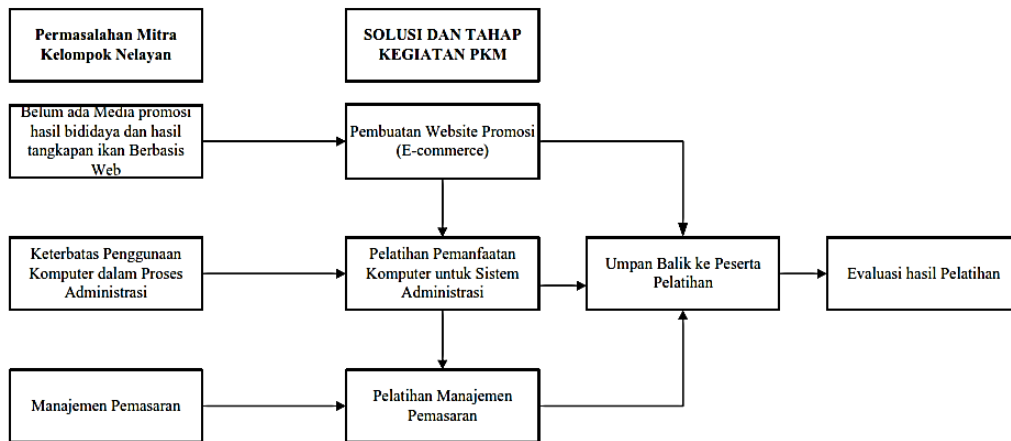 Permasalahan Mitra
Kelompok Nelayan
SOLUSI DAN TAHAP
KEGIATAN PKM
Belum ada Media promosi
hasil bididaya dan hasil
tangkapan ikan Berbasis
Web
Pembuatan Website Promosi
(E-commerce)
Keterbatas Penggunaan
Komputer dalam Proses
Administrasi
Pelatihan Pemanfaatan
Komputer untuk Sistem
Administrasi
Umpan Balik ke Peserta
Pelatihan
Evaluasi hasil Pelatihan
Manajemen Pemasaran
Pelatihan Manajemen
Pemasaran